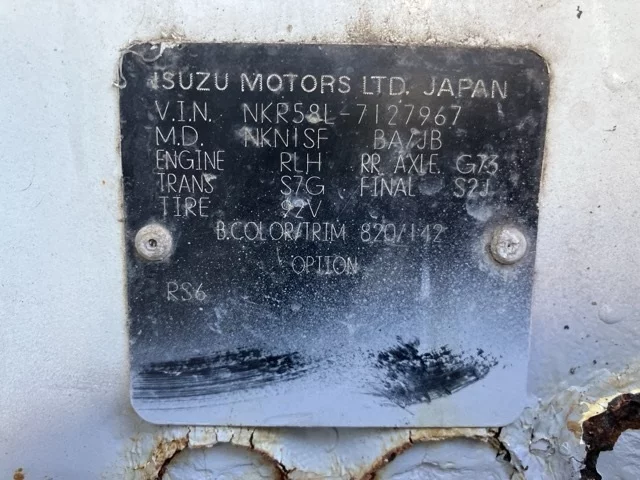 ISUZU MOTORS LTD. JAPAN
V.I.N. NKR58L-7127967
M.D. NKN1SF BA/JB
ENGINE RLH RR AXLE. G73
TRANS S7G FINAL S2J
TIRE 92V
B.COLOR/TRIM 820/142
OPTION
RS6